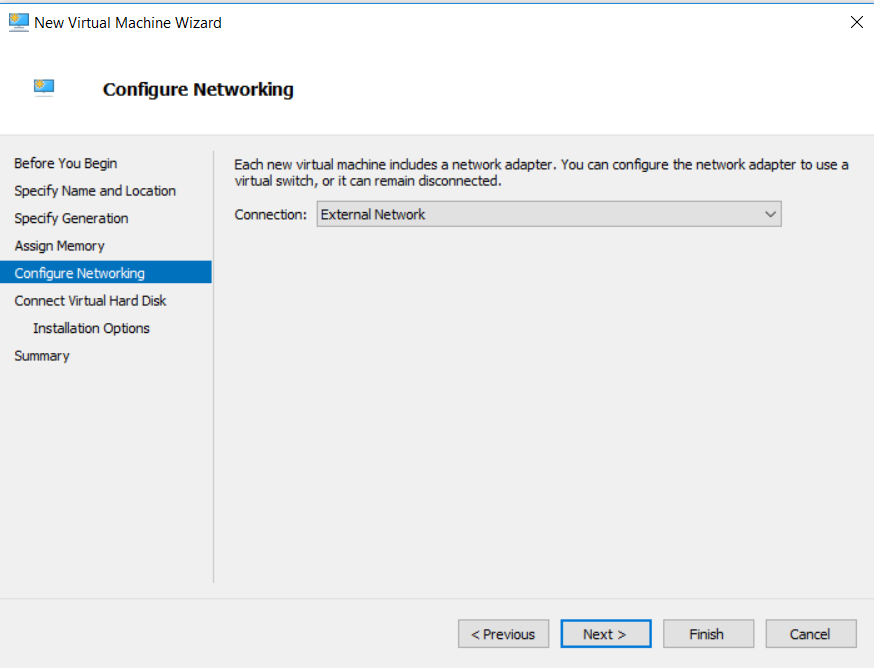 New Virtual Machine Wizard
Configure Networking
Before You Begin
Specify Name and Location
Specify Generation
Assign Memory
Configure Networking
Connect Virtual Hard Disk
Installation Options
Summary
Each new virtual machine includes a network adapter. You can configure the network adapter to use a
virtual switch, or it can remain disconnected.
Connection: External Network
< Previous Next > Finish Cancel